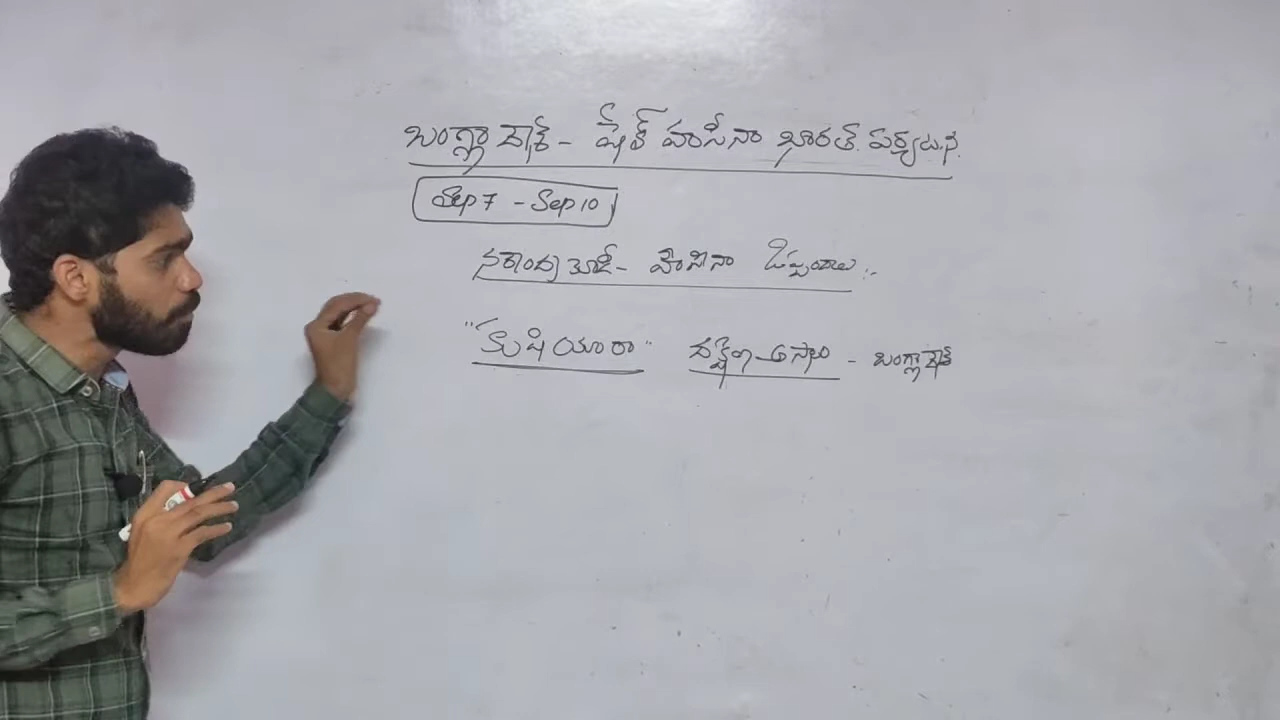 బంగ్లాదేశ్ - షేక్ హసీనా భారత్ పర్యటన.
Sep 7 - Sep 10
నరేంద్ర మోదీ - హసీనా ఒప్పందాలు :-
"కుషియారా" దక్షిణ అస్సాం - బంగ్లాదేశ్